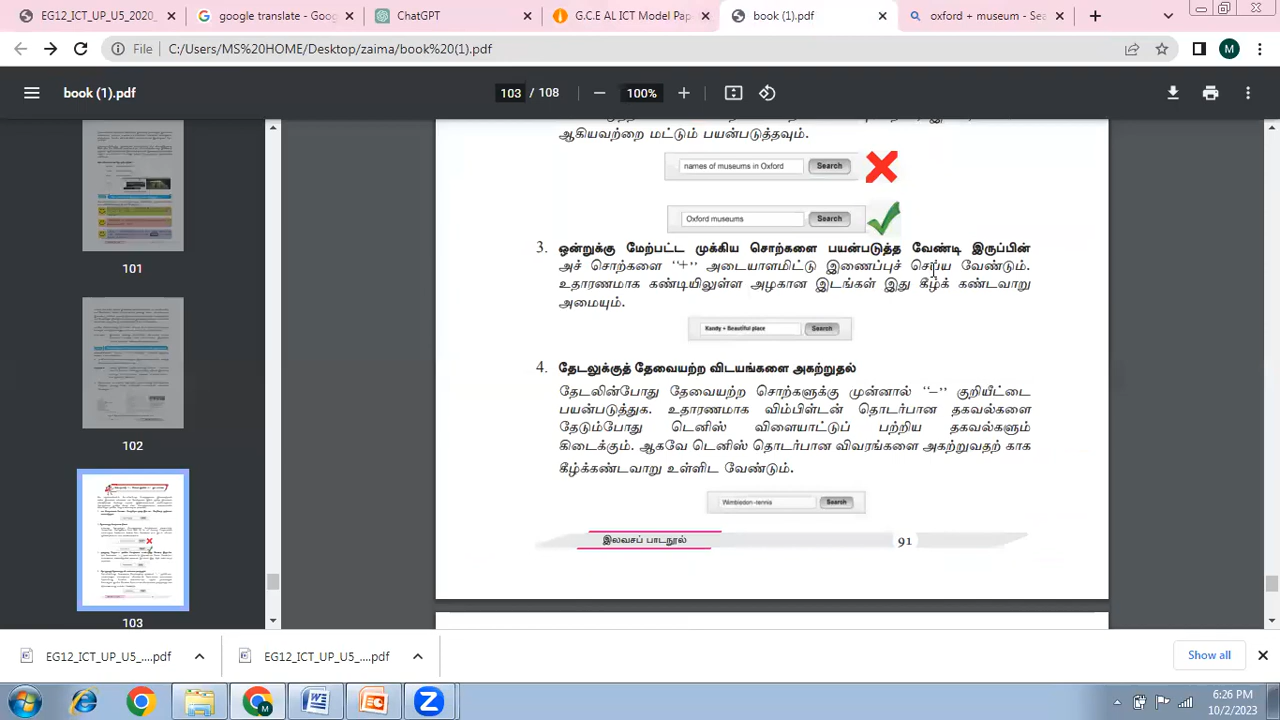 EG12_ICT_UP_U5_2020_
google translate - Goog
ChatGPT
G.C.E AL ICT Model Pape
book (1).pdf
oxford + museum - Sea
File
C:/Users/MS%20HOME/Desktop/zaima/book%20(1).pdf
M
book (1).pdf
103 / 108
100%
ஆகியவற்றை மட்டும் பயன்படுத்தவும்.
names of museums in Oxford
Search
Oxford museums
Search
3. ஒன்றுக்கு மேற்பட்ட முக்கிய சொற்களை பயன்படுத்த வேண்டி இருப்பின்
அச் சொற்களை “+” அடையாளமிட்டு இணைப்புச் செய்ய வேண்டும்.
உதாரணமாக கண்டியிலுள்ள அழகான இடங்கள் இது கீழ்க் கண்டவாறு
அமையும்.
Kandy + Beautiful place
Search
4. தேடலுக்குத் தேவையற்ற விடயங்களை அகற்றுதல்
தேடலின்போது தேவையற்ற சொற்களுக்கு முன்னால் “–” குறியீட்டை
பயன்படுத்துக. உதாரணமாக விம்பிள்டன் தொடர்பான தகவல்களை
தேடும்போது டெனிஸ் விளையாட்டுப் பற்றிய தகவல்களும்
கிடைக்கும். ஆகவே டெனிஸ் தொடர்பான விவரங்களை அகற்றுவதற் காக
கீழ்க்கண்டவாறு உள்ளிட வேண்டும்.
Wimbledon -tennis
Search
இலவசப் பாடநூல்
91
101
102
103
EG12_ICT_UP_U5_....pdf
EG12_ICT_UP_U5_....pdf
Show all
6:26 PM
10/2/2023